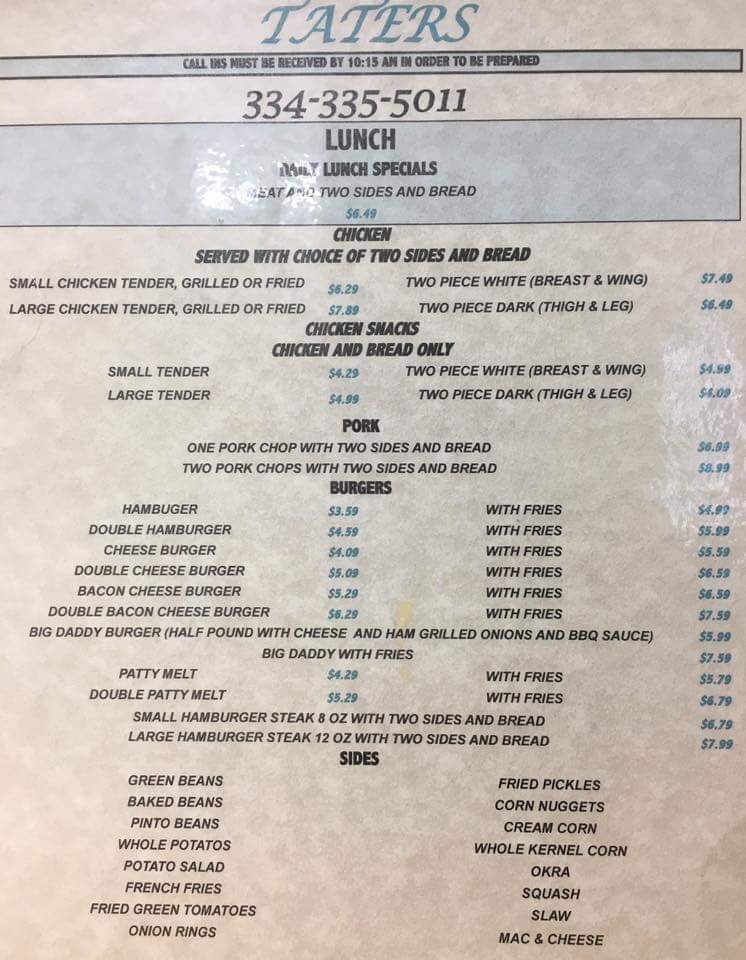 TATERS
CALL INS MUST BE RECEIVED BY 10:15 AM IN ORDER TO BE PREPARED
334-335-5011
LUNCH
DAILY LUNCH SPECIALS
MEAT AND TWO SIDES AND BREAD
$6.49
CHICKEN
SERVED WITH CHOICE OF TWO SIDES AND BREAD
SMALL CHICKEN TENDER, GRILLED OR FRIED $6.29 TWO PIECE WHITE (BREAST & WING) $7.49
LARGE CHICKEN TENDER, GRILLED OR FRIED $7.89 TWO PIECE DARK (THIGH & LEG) $6.49
CHICKEN SNACKS
CHICKEN AND BREAD ONLY
SMALL TENDER $4.29 TWO PIECE WHITE (BREAST & WING) $4.99
LARGE TENDER $4.99 TWO PIECE DARK (THIGH & LEG) $4.09
PORK
ONE PORK CHOP WITH TWO SIDES AND BREAD $6.99
TWO PORK CHOPS WITH TWO SIDES AND BREAD $8.99
BURGERS
HAMBUGER $3.59 WITH FRIES
DOUBLE HAMBURGER $4.59 WITH FRIES $5.99
CHEESE BURGER $4.09 WITH FRIES $5.59
DOUBLE CHEESE BURGER $5.09 WITH FRIES $6.59
BACON CHEESE BURGER $5.29 WITH FRIES $6.59
DOUBLE BACON CHEESE BURGER $6.29 WITH FRIES $7.59
BIG DADDY BURGER (HALF POUND WITH CHEESE AND HAM GRILLED ONIONS AND BBQ SAUCE) $5.99
BIG DADDY WITH FRIES $7.59
PATTY MELT $4.29 WITH FRIES $5.79
DOUBLE PATTY MELT $5.29 WITH FRIES $6.79
SMALL HAMBURGER STEAK 8 OZ WITH TWO SIDES AND BREAD $6.79
LARGE HAMBURGER STEAK 12 OZ WITH TWO SIDES AND BREAD $7.99
SIDES
GREEN BEANS FRIED PICKLES
BAKED BEANS CORN NUGGETS
PINTO BEANS CREAM CORN
WHOLE POTATOS WHOLE KERNEL CORN
POTATO SALAD OKRA
FRENCH FRIES SQUASH
FRIED GREEN TOMATOES SLAW
ONION RINGS MAC & CHEESE